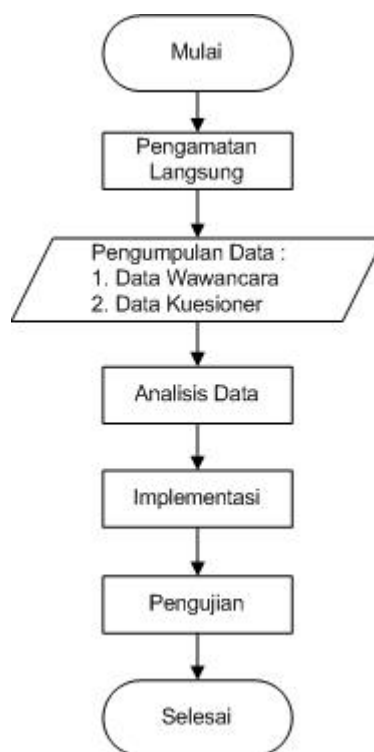 Mulai
Pengamatan
Langsung
Pengumpulan Data :
1. Data Wawancara
2. Data Kuesioner
Analisis Data
Implementasi
Pengujian
Selesai